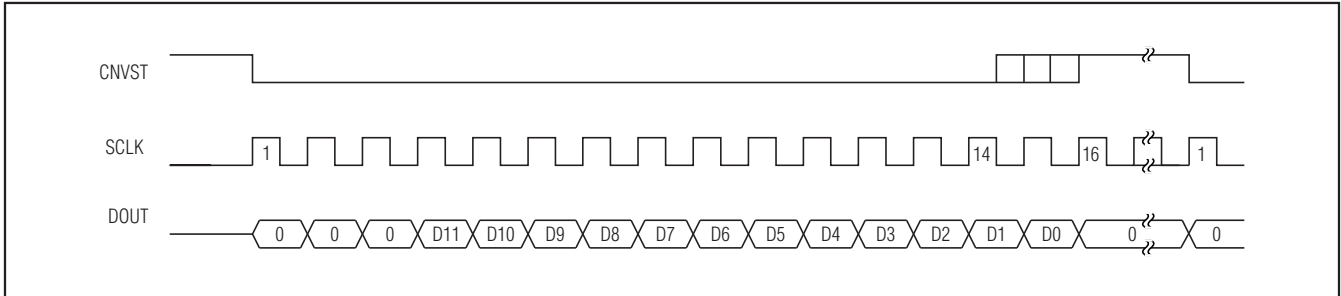 CNVST
SCLK 1 14 16 1
DOUT 0 0 0 D11 D10 D9 D8 D7 D6 D5 D4 D3 D2 D1 D0 0 0